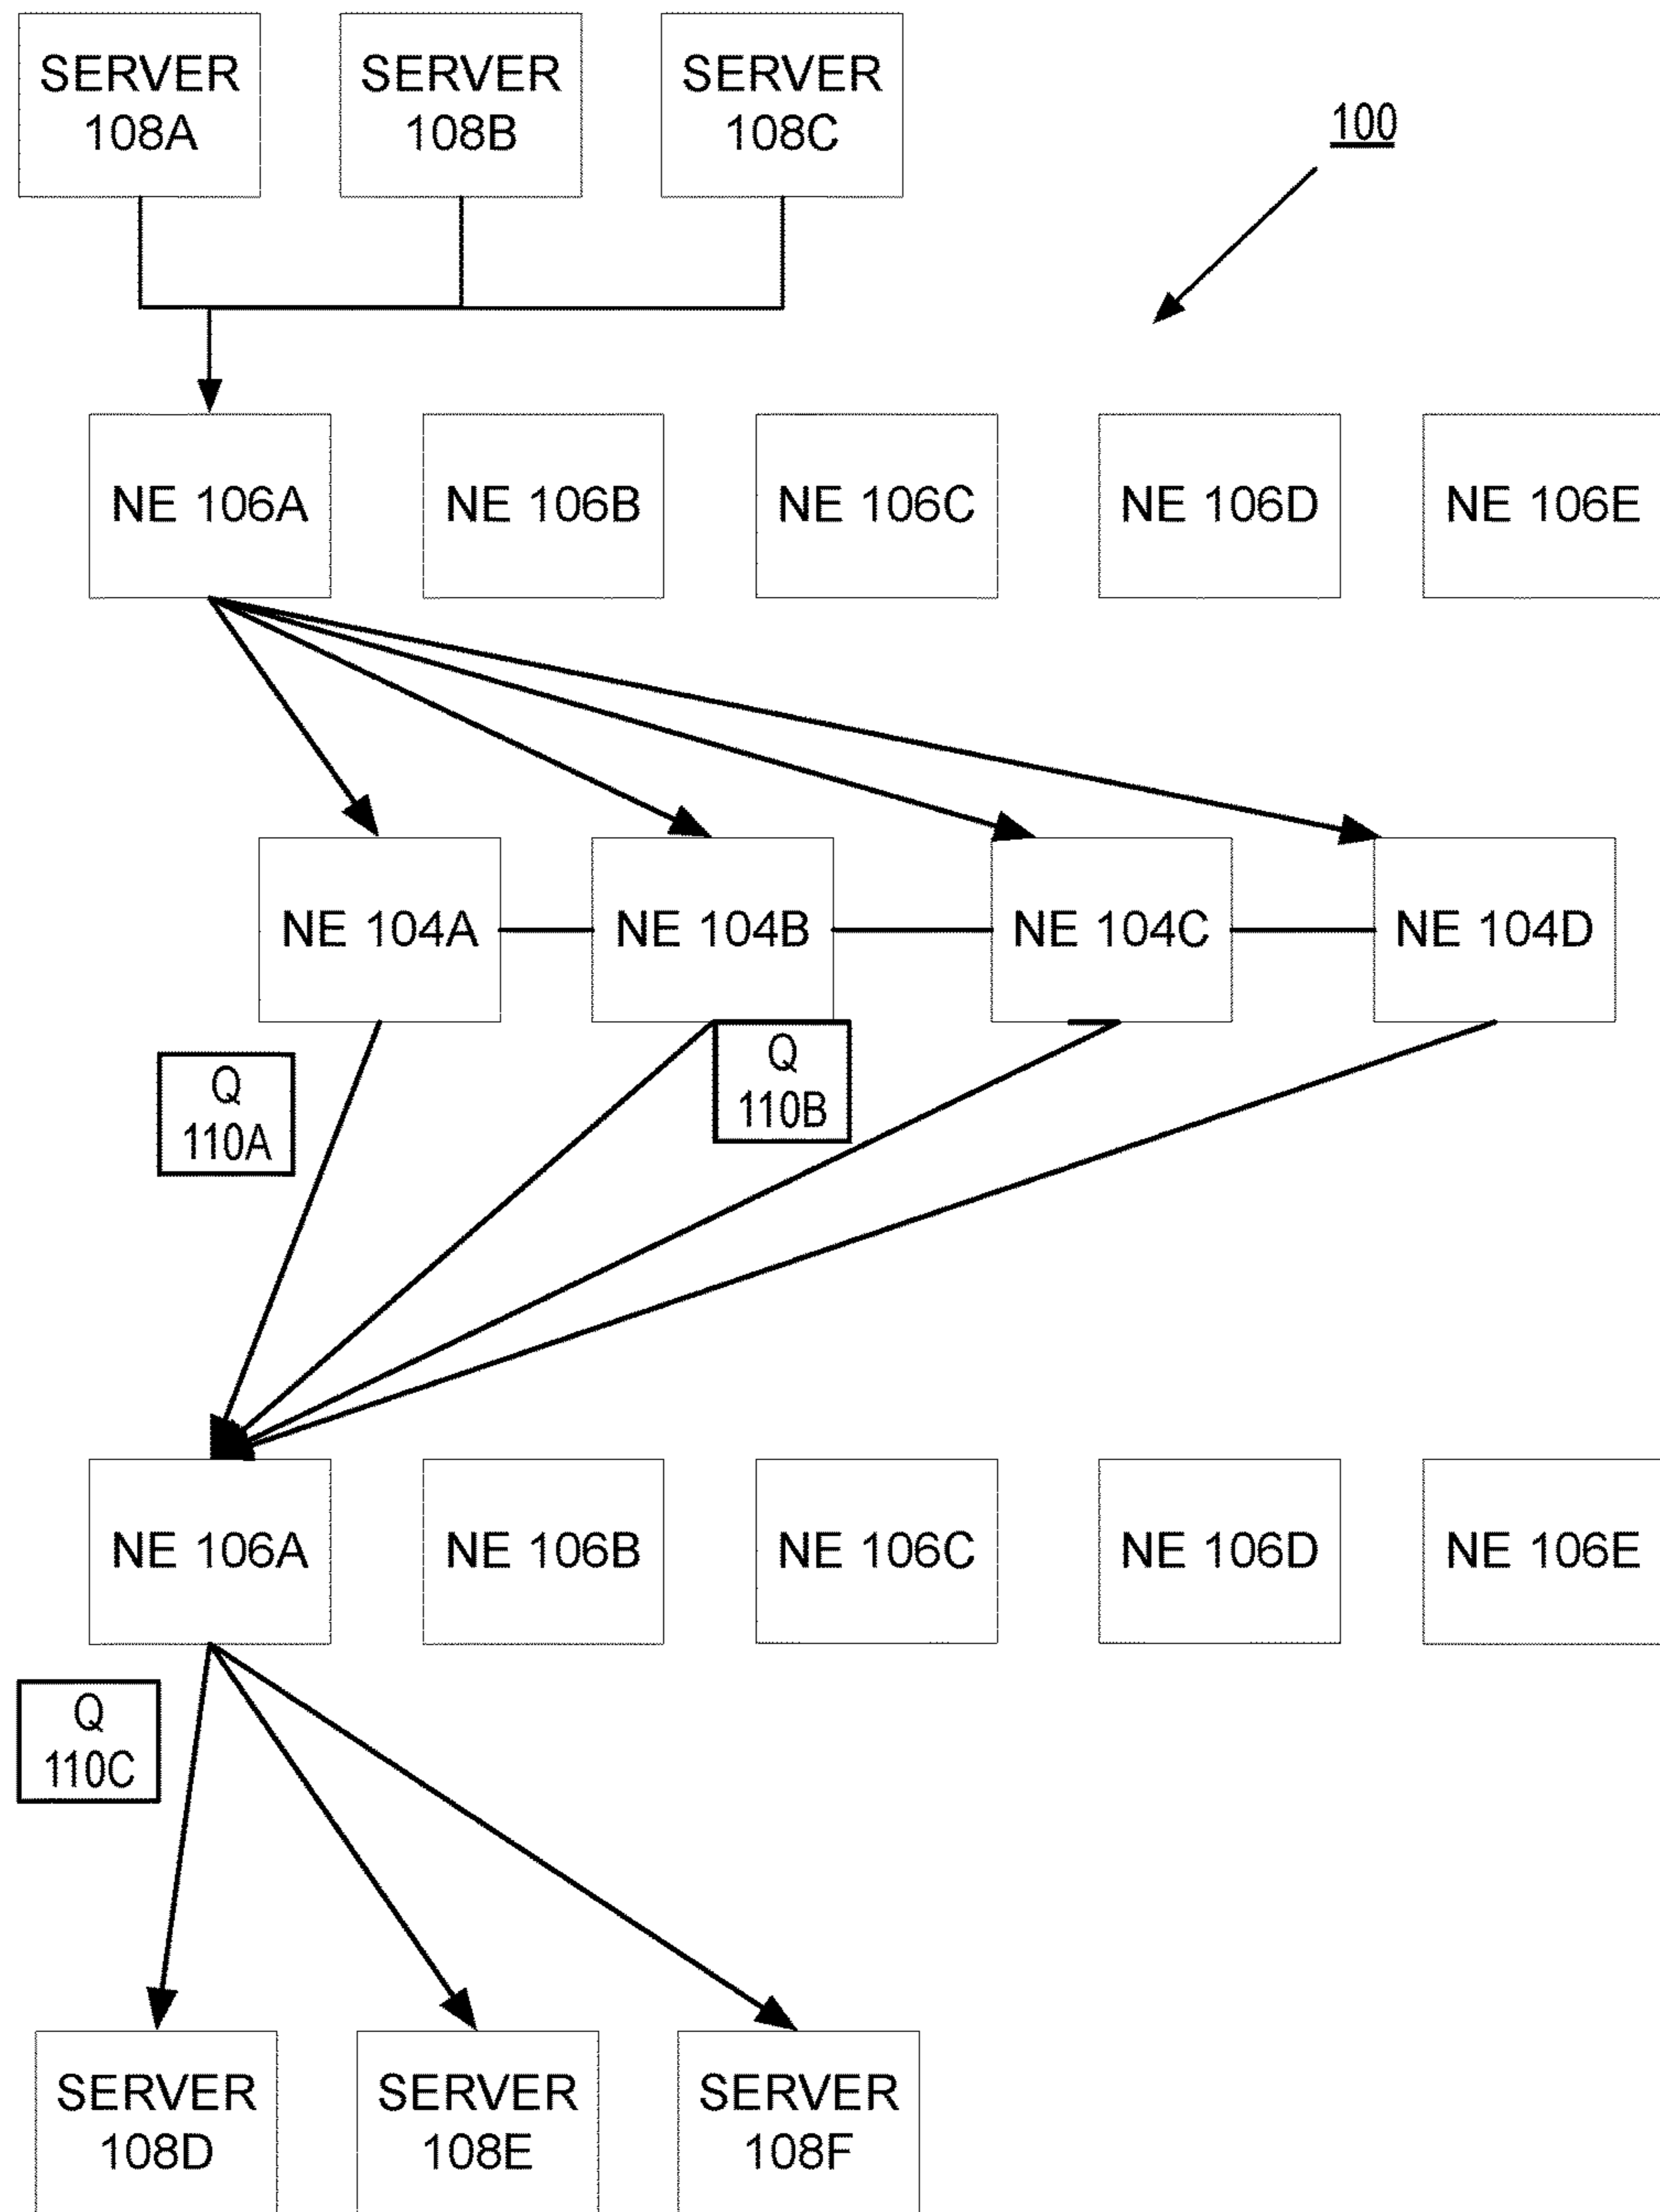 SERVER
108A
SERVER
108B
SERVER
108C
100
NE 106A
NE 106B
NE 106C
NE 106D
NE 106E
NE 104A
NE 104B
NE 104C
NE 104D
Q
110A
Q
110B
NE 106A
NE 106B
NE 106C
NE 106D
NE 106E
Q
110C
SERVER
108D
SERVER
108E
SERVER
108F